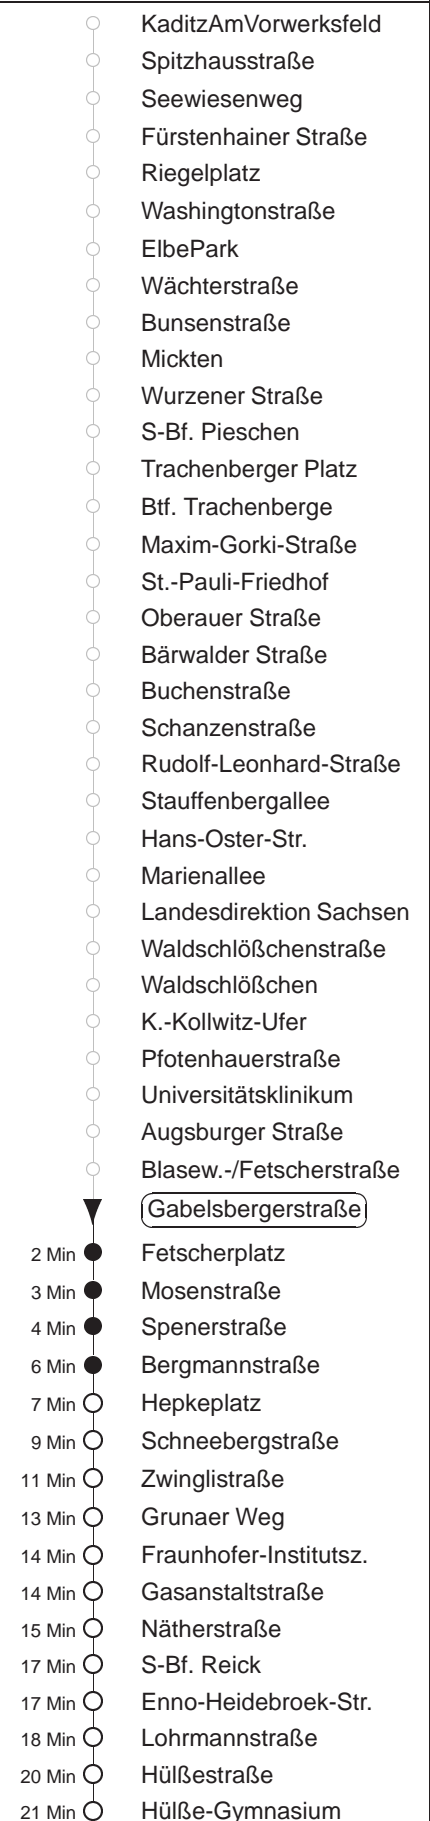 KaditzAmVorwerksfeld
Spitzhausstraße
Seewiesenweg
Fürstenhainer Straße
Riegelplatz
Washingtonstraße
ElbePark
Wächterstraße
Bunsenstraße
Mickten
Wurzener Straße
S-Bf. Pieschen
Trachenberger Platz
Btf. Trachenberge
Maxim-Gorki-Straße
St.-Pauli-Friedhof
Oberauer Straße
Bärwalder Straße
Buchenstraße
Schanzenstraße
Rudolf-Leonhard-Straße
Stauffenbergallee
Hans-Oster-Str.
Marienallee
Landesdirektion Sachsen
Waldschlößchenstraße
Waldschlößchen
K.-Kollwitz-Ufer
Pfotenhauerstraße
Universitätsklinikum
Augsburger Straße
Blasew.-/Fetscherstraße
Gabelsbergerstraße
2 Min Fetscherplatz
3 Min Mosenstraße
4 Min Spenerstraße
6 Min Bergmannstraße
7 Min Hepkeplatz
9 Min Schneebergstraße
11 Min Zwinglistraße
13 Min Grunaer Weg
14 Min Fraunhofer-Institutsz.
14 Min Gasanstaltstraße
15 Min Nätherstraße
17 Min S-Bf. Reick
17 Min Enno-Heidebroek-Str.
18 Min Lohrmannstraße
20 Min Hülßestraße
21 Min Hülße-Gymnasium